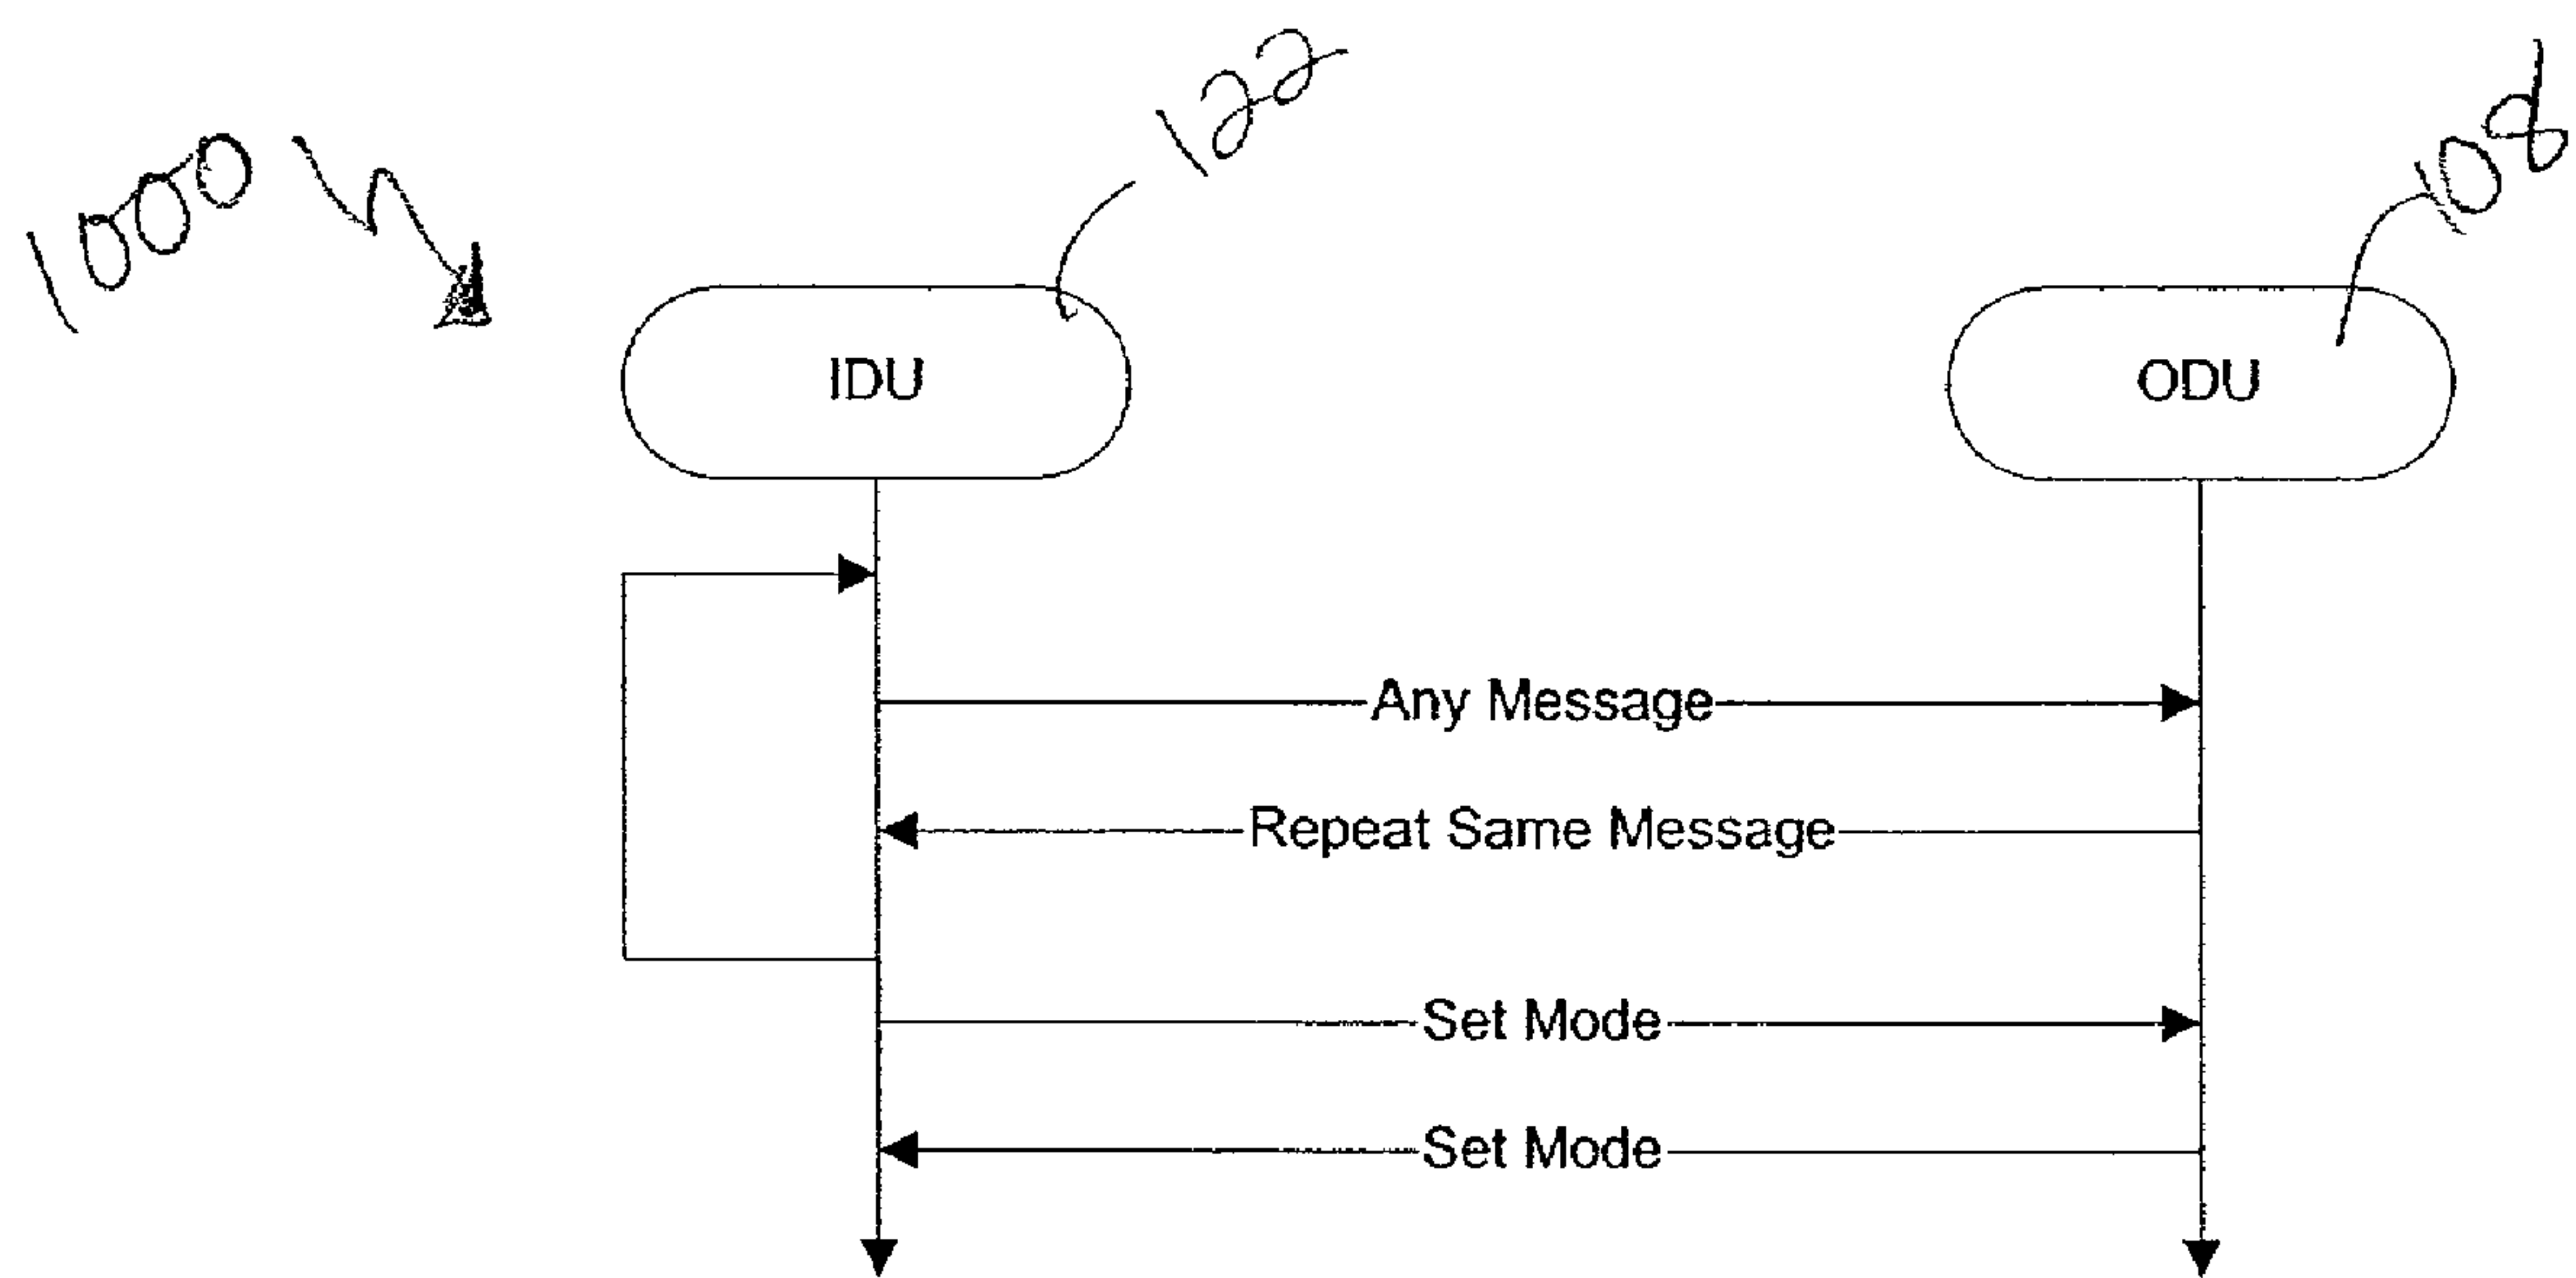 1000
122
108
IDU
ODU
Any Message
Repeat Same Message
Set Mode
Set Mode